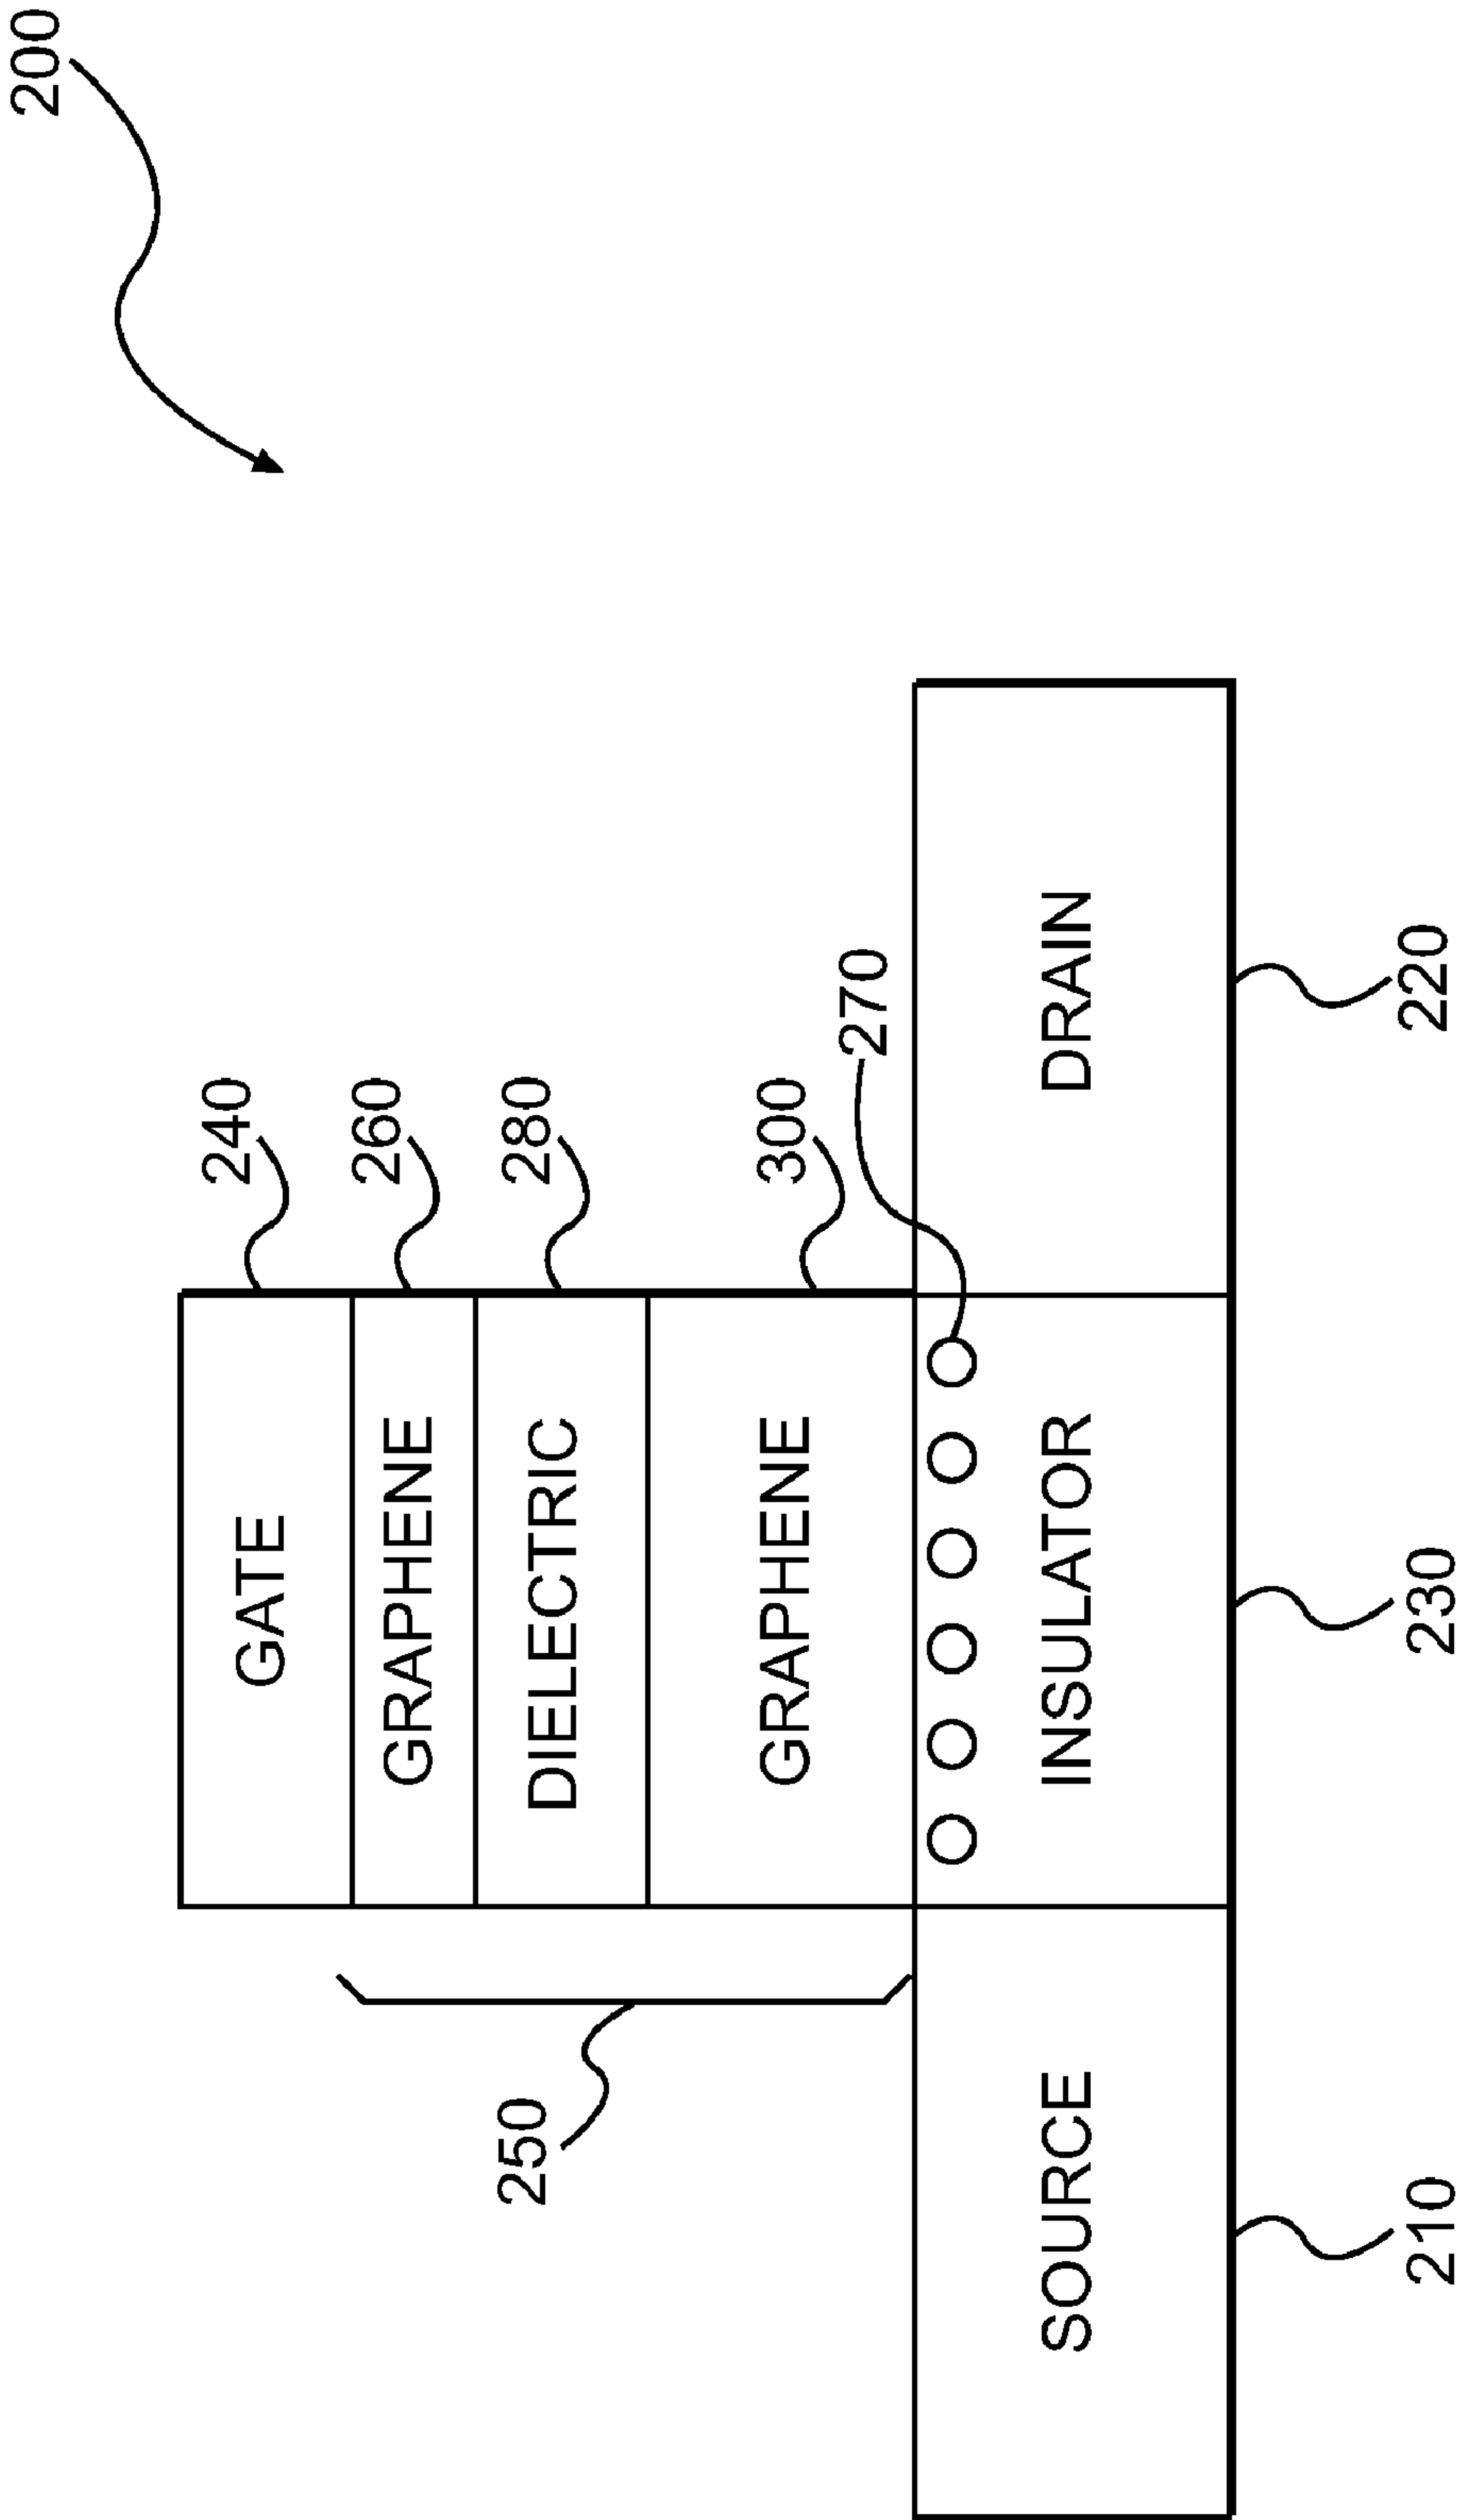 200
240
GATE
260
GRAPHENE
280
DIELECTRIC
250
300
GRAPHENE
270
SOURCE
INSULATOR
DRAIN
210
230
220